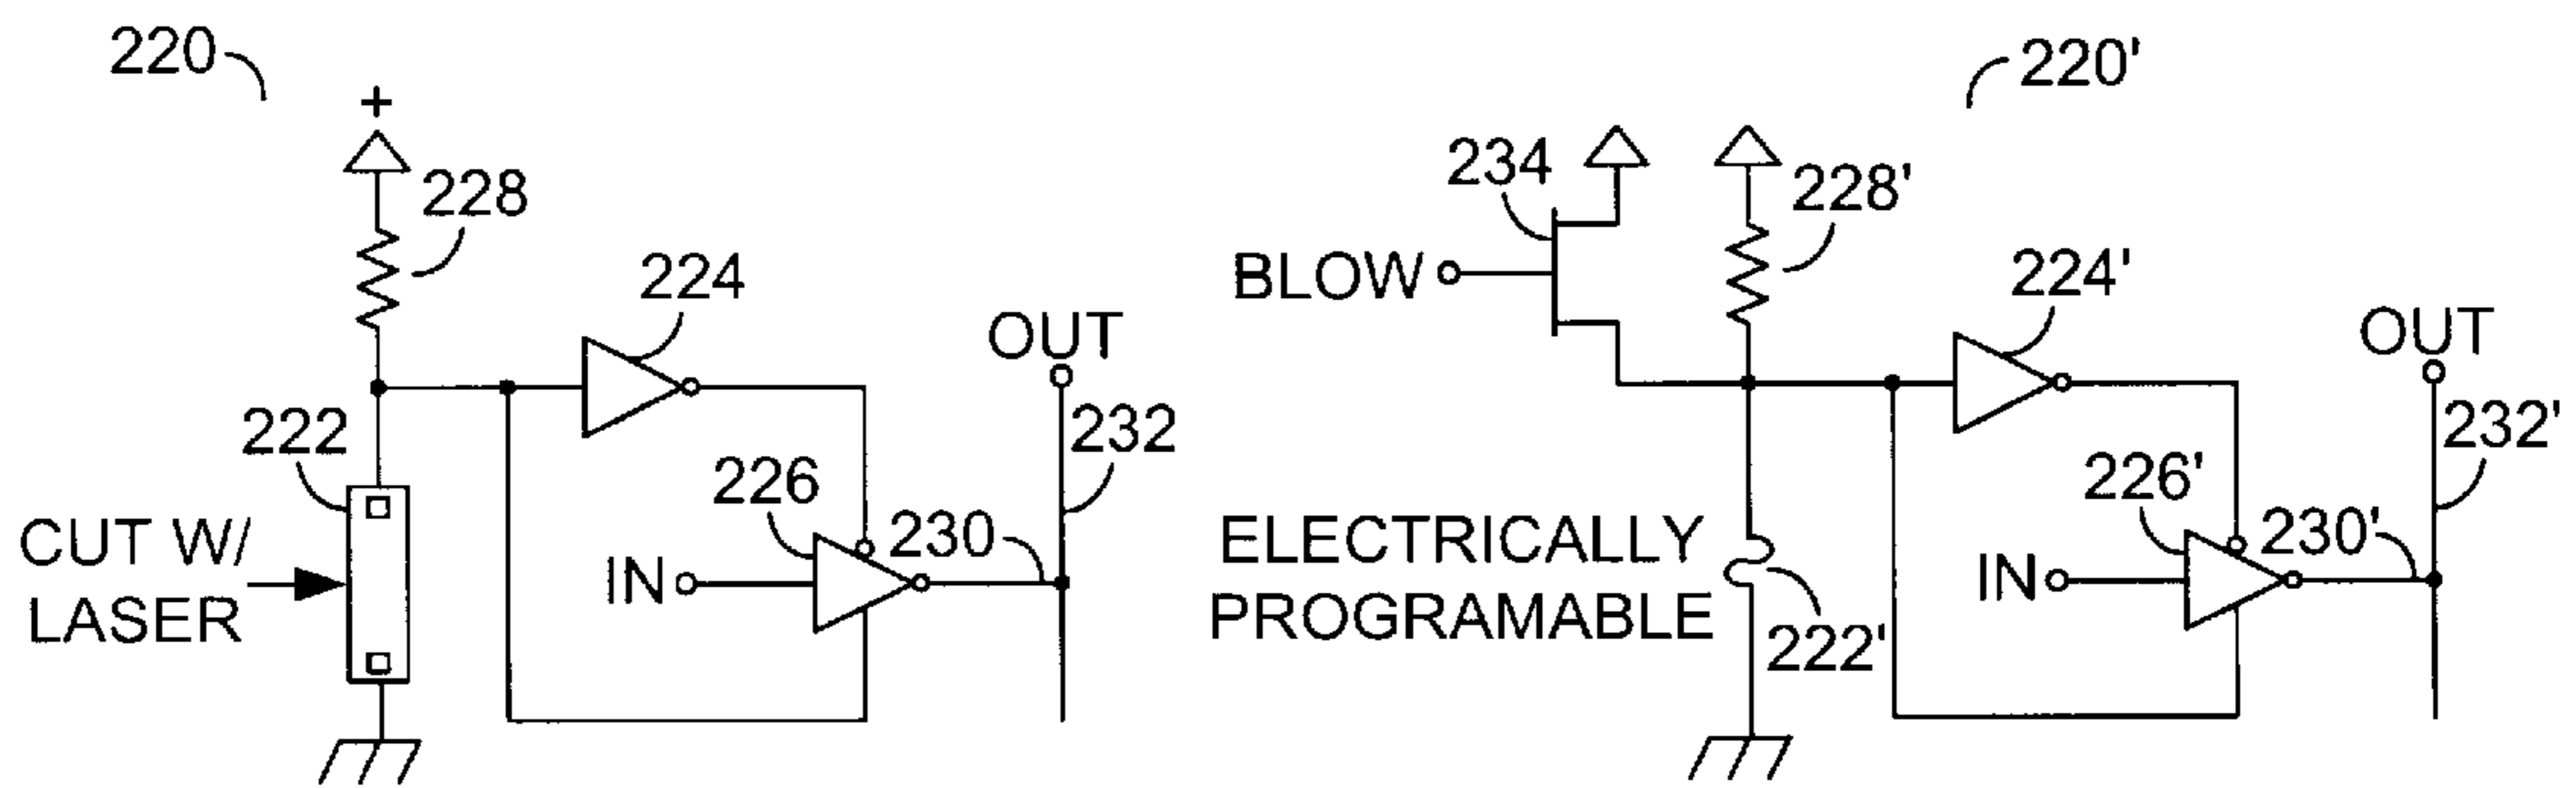 220
+
228
224
OUT
222
232
226
230
CUT W/
LASER
IN
220'
234
228'
BLOW
224'
OUT
232'
226'
230'
ELECTRICALLY
PROGRAMABLE
IN
222'